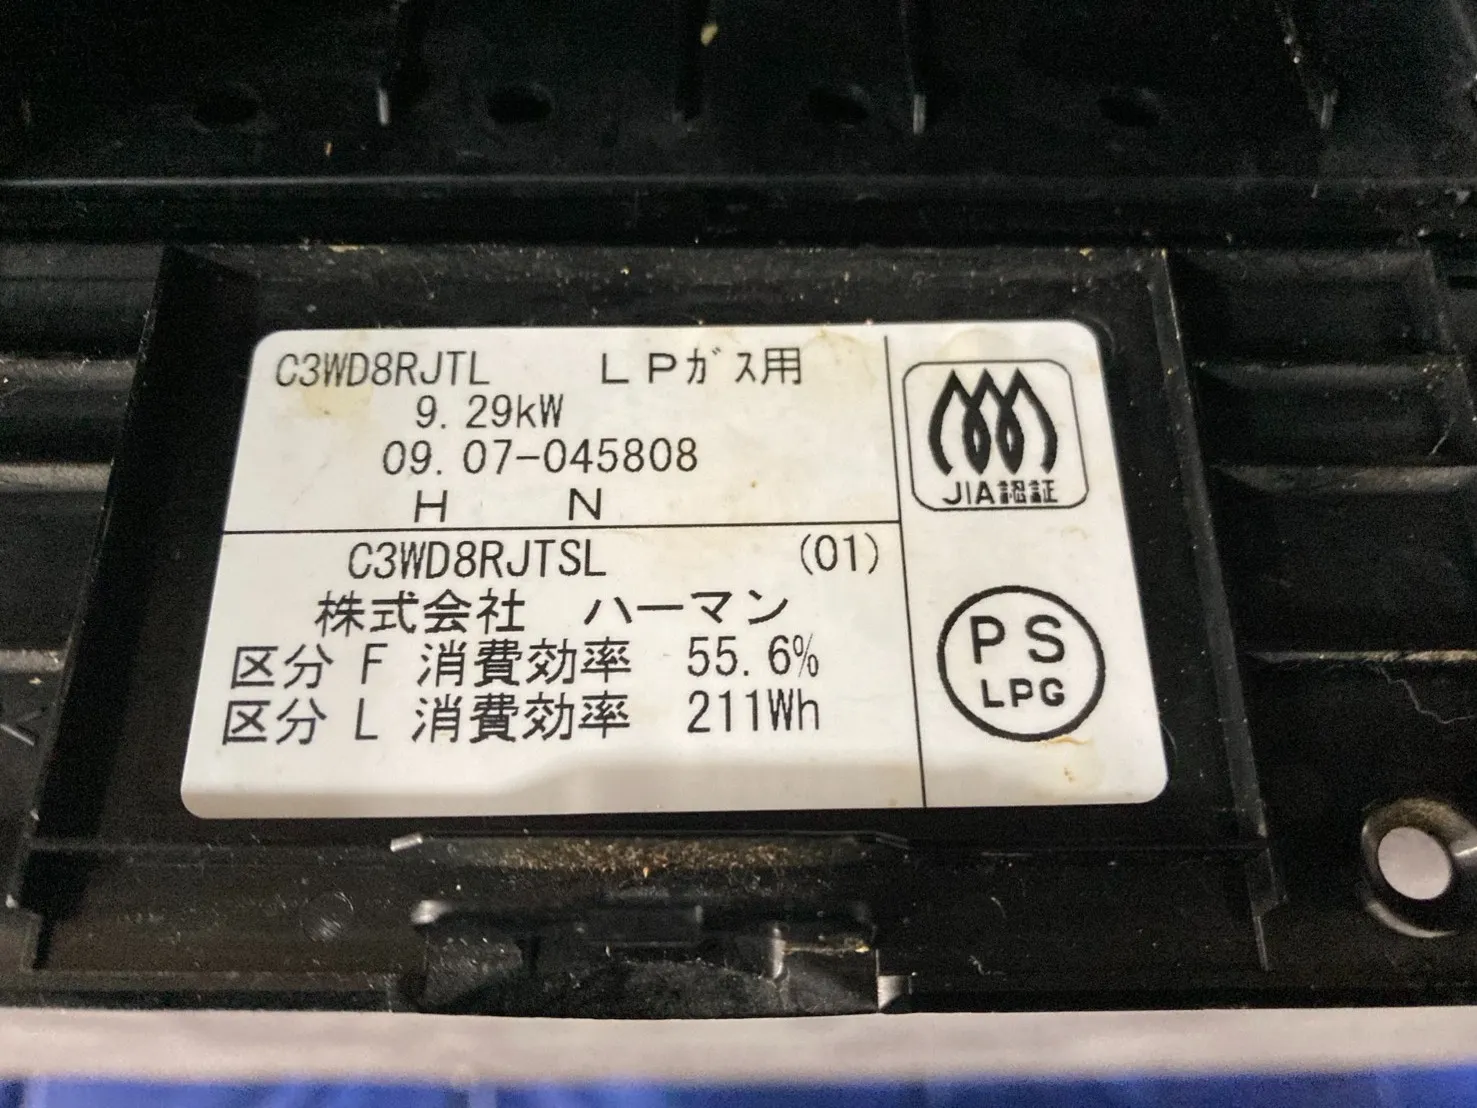 C3WD8RJTL LPガス用
9.29kW
09.07-045808
H N
C3WD8RJTSL (01)
株式会社 ハーマン
区分 F 消費効率 55.6%
区分 L 消費効率 211Wh
JIA認証
PS
LPG